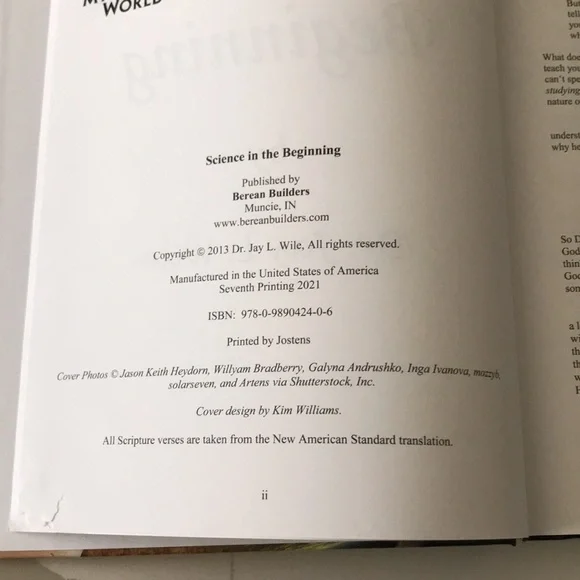 WORLD
Science in the Beginning
Published by
Berean Builders
Muncie, IN
www.bereanbuilders.com
Copyright © 2013 Dr. Jay L. Wile, All rights reserved.
Manufactured in the United States of America
Seventh Printing 2021
ISBN: 978-0-9890424-0-6
Printed by Jostens
Cover Photos © Jason Keith Heydorn, Willyam Bradberry, Galyna Andrushko, Inga Ivanova, mozzyb,
solarseven, and Artens via Shutterstock, Inc.
Cover design by Kim Williams.
All Scripture verses are taken from the New American Standard translation.
ii
But
What doe
teach you
can't spe
studying
nature o
underst
why he
So D
God
thin
God
son
a l